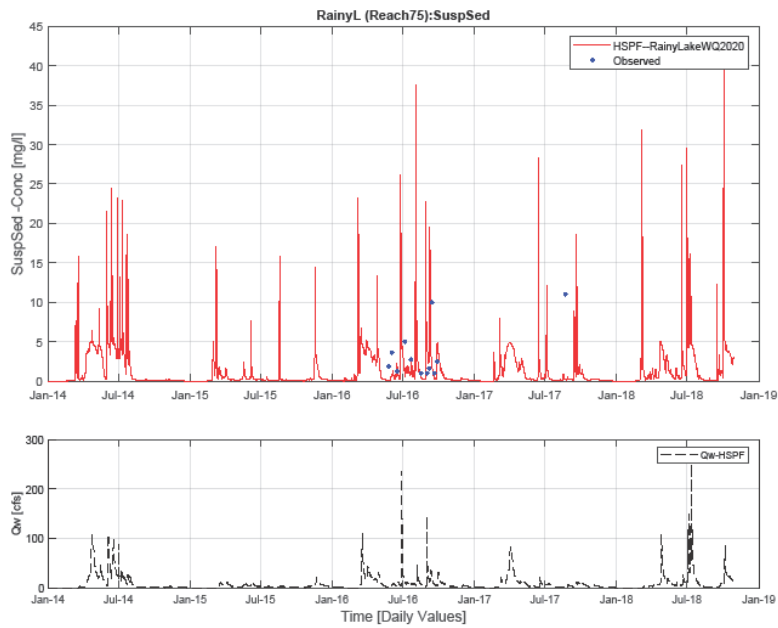 RainyL (Reach75):SuspSed
45
40
35
30
25
20
15
10
5
0
SuspSed -Conc [mg/l]
HSPF--RainyLakeWQ2020
Observed
Jan-14 Jul-14 Jan-15 Jul-15 Jan-16 Jul-16 Jan-17 Jul-17 Jan-18 Jul-18 Jan-19
300
200
100
0
Qw [cfs]
Qw-HSPF
Jan-14 Jul-14 Jan-15 Jul-15 Jan-16 Jul-16 Jan-17 Jul-17 Jan-18 Jul-18 Jan-19
Time [Daily Values]